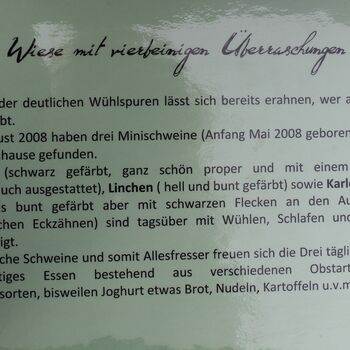 Wiese mit vierbeinigen Überraschungen
der deutlichen Wühlspuren lässt sich bereits erahnen, wer a
bt.
ust 2008 haben drei Minischweine (Anfang Mai 2008 geboren
hause gefunden.
(schwarz gefärbt, ganz schön proper und mit einem
uch ausgestattet), Linchen ( hell und bunt gefärbt) sowie Karl
s bunt gefärbt aber mit schwarzen Flecken an den Au
chen Eckzähnen) sind tagsüber mit Wühlen, Schlafen und
igt.
che Schweine und somit Allesfresser freuen sich die Drei täglic
tiges Essen bestehend aus verschiedenen Obstart
sorten, bisweilen Joghurt etwas Brot, Nudeln, Kartoffeln u.v.m